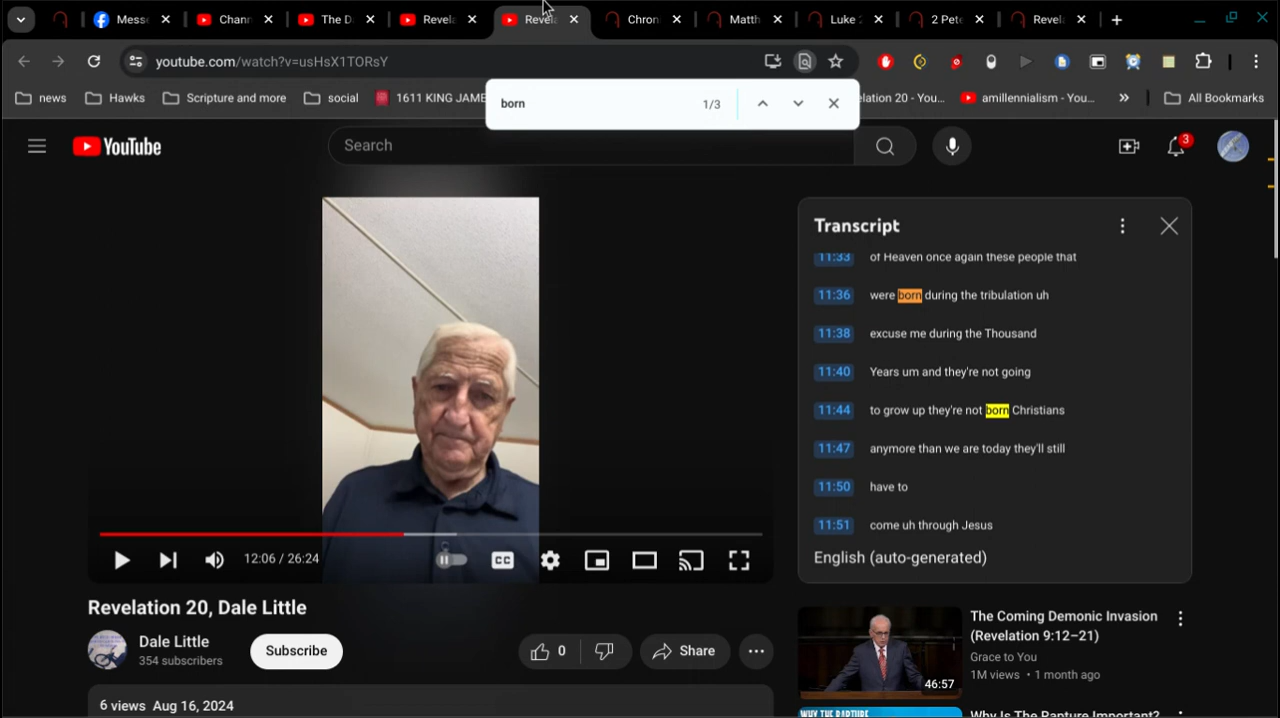 Messe
Chann
The D
Revela
Revela
Chron
Matth
Luke 2
2 Pete
Revel
youtube.com/watch?v=usHsX1TORsY
news
Hawks
Scripture and more
social
1611 KING JAME
elation 20 - You...
amillennialism - You...
All Bookmarks
born
1/3
YouTube
Search
3
Transcript
11:33 of Heaven once again these people that
11:36 were born during the tribulation uh
11:38 excuse me during the Thousand
11:40 Years um and they're not going
11:44 to grow up they're not born Christians
11:47 anymore than we are today they'll still
11:50 have to
11:51 come uh through Jesus
English (auto-generated)
12:06 / 26:24
CC
Revelation 20, Dale Little
Dale Little
354 subscribers
Subscribe
0
Share
6 views Aug 16, 2024
46:57
The Coming Demonic Invasion
(Revelation 9:12–21)
Grace to You
1M views • 1 month ago
WHY THE RAPTURE
Why Is The Rapture Important?